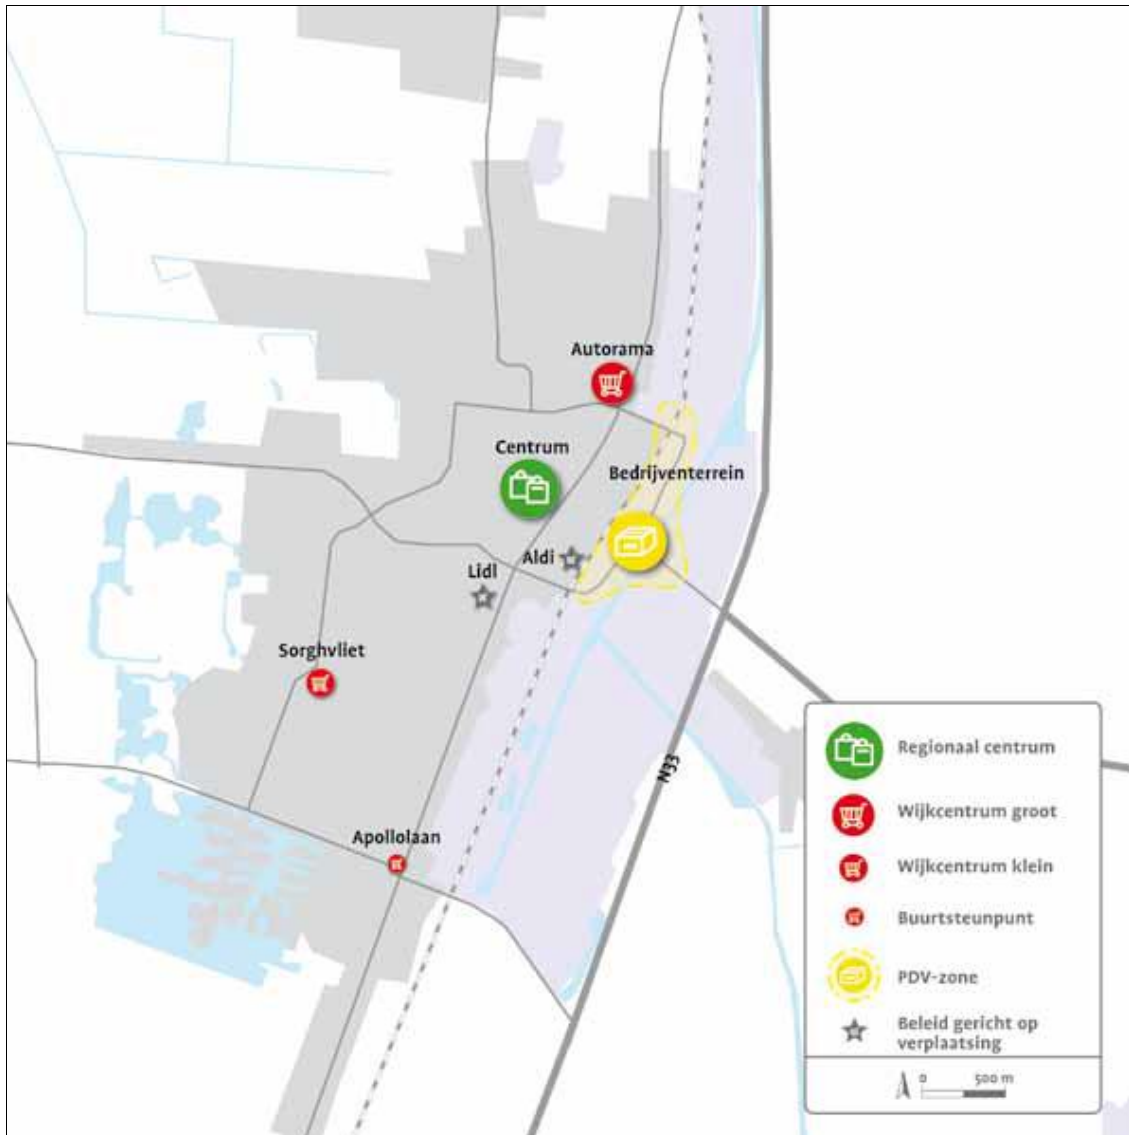 Autorama
Centrum
Bedrijventerrein
Aldi
Lidl
Sorghvliet
N33
Apollolaan
Regionaal centrum
Wijkcentrum groot
Wijkcentrum klein
Buurtsteunpunt
PDV-zone
Beleid gericht op
verplaatsing
0 500 m